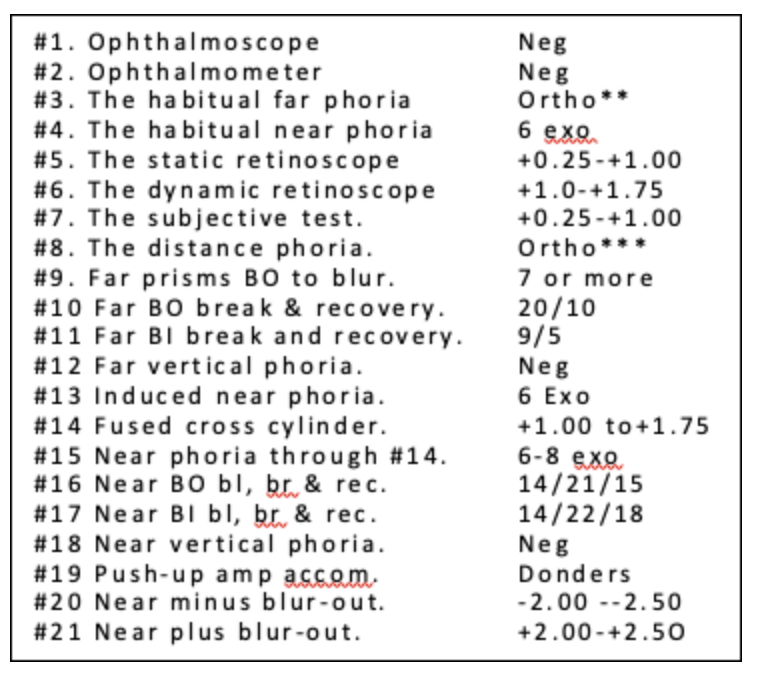 #1. Ophthalmoscope Neg
#2. Ophthalmometer Neg
#3. The habitual far phoria Ortho**
#4. The habitual near phoria 6 exo
#5. The static retinoscope +0.25-+1.00
#6. The dynamic retinoscope +1.0-+1.75
#7. The subjective test. +0.25-+1.00
#8. The distance phoria. Ortho***
#9. Far prisms BO to blur. 7 or more
#10 Far BO break & recovery. 20/10
#11 Far BI break and recovery. 9/5
#12 Far vertical phoria. Neg
#13 Induced near phoria. 6 Exo
#14 Fused cross cylinder. +1.00 to+1.75
#15 Near phoria through #14. 6-8 exo
#16 Near BO bl, br & rec. 14/21/15
#17 Near BI bl, br & rec. 14/22/18
#18 Near vertical phoria. Neg
#19 Push-up amp accom. Donders
#20 Near minus blur-out. -2.00 --2.50
#21 Near plus blur-out. +2.00-+2.5O